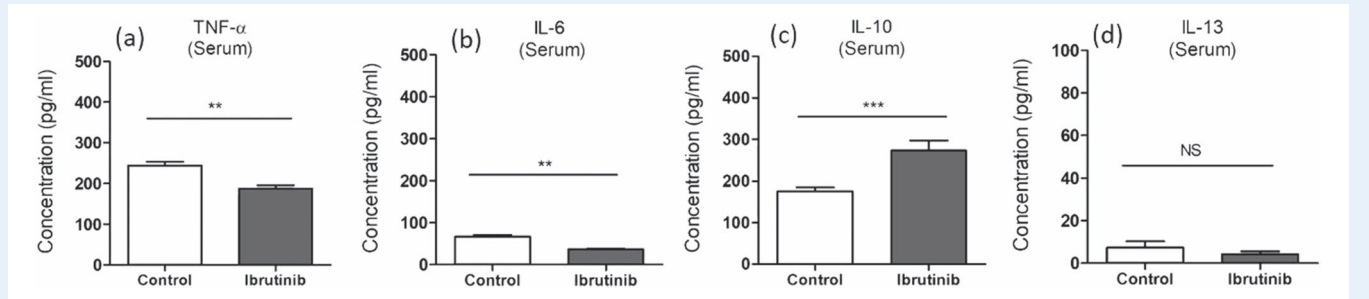 (a)
TNF-α
(Serum)
Concentration (pg/ml)
500
400
300
200
100
0
**
Control Ibrutinib
(b)
IL-6
(Serum)
Concentration (pg/ml)
500
400
300
200
100
0
**
Control Ibrutinib
(c)
IL-10
(Serum)
Concentration (pg/ml)
500
400
300
200
100
0
***
Control Ibrutinib
(d)
IL-13
(Serum)
Concentration (pg/ml)
100
80
60
40
20
0
NS
Control Ibrutinib